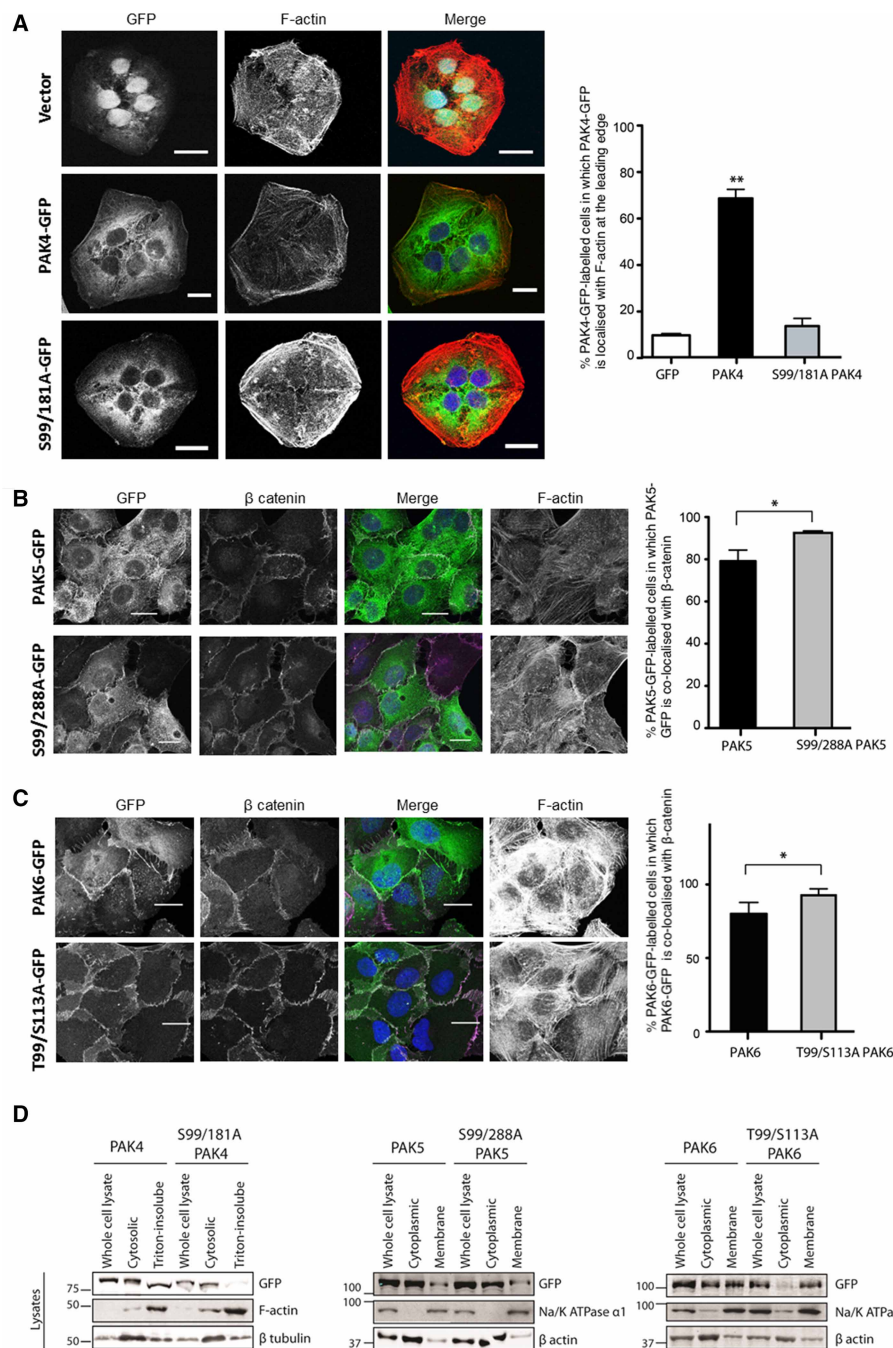 A
GFP F-actin Merge
Vector
PAK4-GFP
S99/181A-GFP
% PAK4-GFP-labelled cells in which PAK4-GFP
is localised with F-actin at the leading edge
100
80
60
40
20
0
**
GFP PAK4 S99/181A PAK4
B
GFP β catenin Merge F-actin
PAK5-GFP
S99/288A-GFP
% PAK5-GFP-labelled cells in which PAK5-
GFP is co-localised with β-catenin
100
80
60
40
20
0
*
PAK5 S99/288A PAK5
C
GFP β catenin Merge F-actin
PAK6-GFP
T99/S113A-GFP
% PAK6-GFP-labelled cells in which
PAK6-GFP is co-localised with β-catenin
100
50
0
*
PAK6 T99/S113A PAK6
D
PAK4 S99/181A PAK4
Whole cell lysate Cytosolic Triton-insolube Whole cell lysate Cytosolic Triton-insolube
Lysates
75 GFP
50 F-actin
50 β tubulin
PAK5 S99/288A PAK5
Whole cell lysate Cytoplasmic Membrane Whole cell lysate Cytoplasmic Membrane
100 GFP
100 Na/K ATPase α1
37 β actin
PAK6 T99/S113A PAK6
Whole cell lysate Cytoplasmic Membrane Whole cell lysate Cytoplasmic Membrane
100 GFP
100 Na/K ATPa
37 β actin